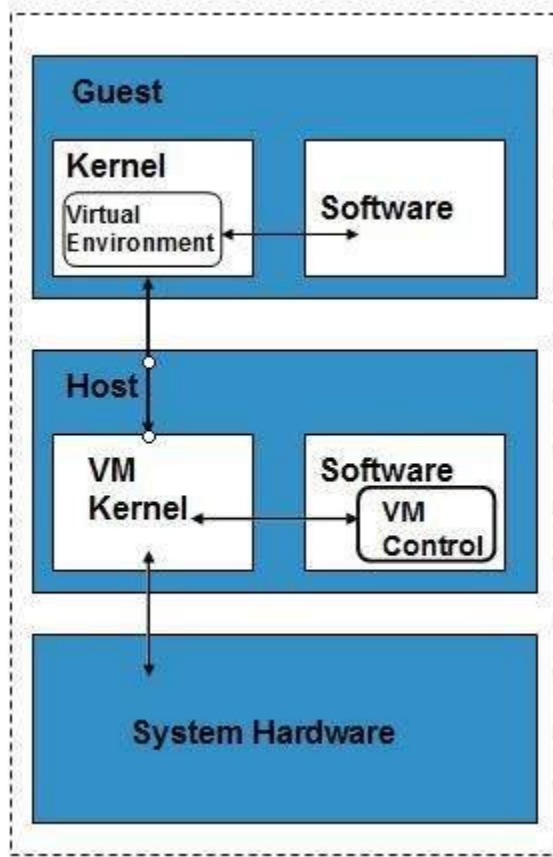 Guest
Kernel
Virtual
Environment
Software
Host
VM
Kernel
Software
VM
Control
System Hardware